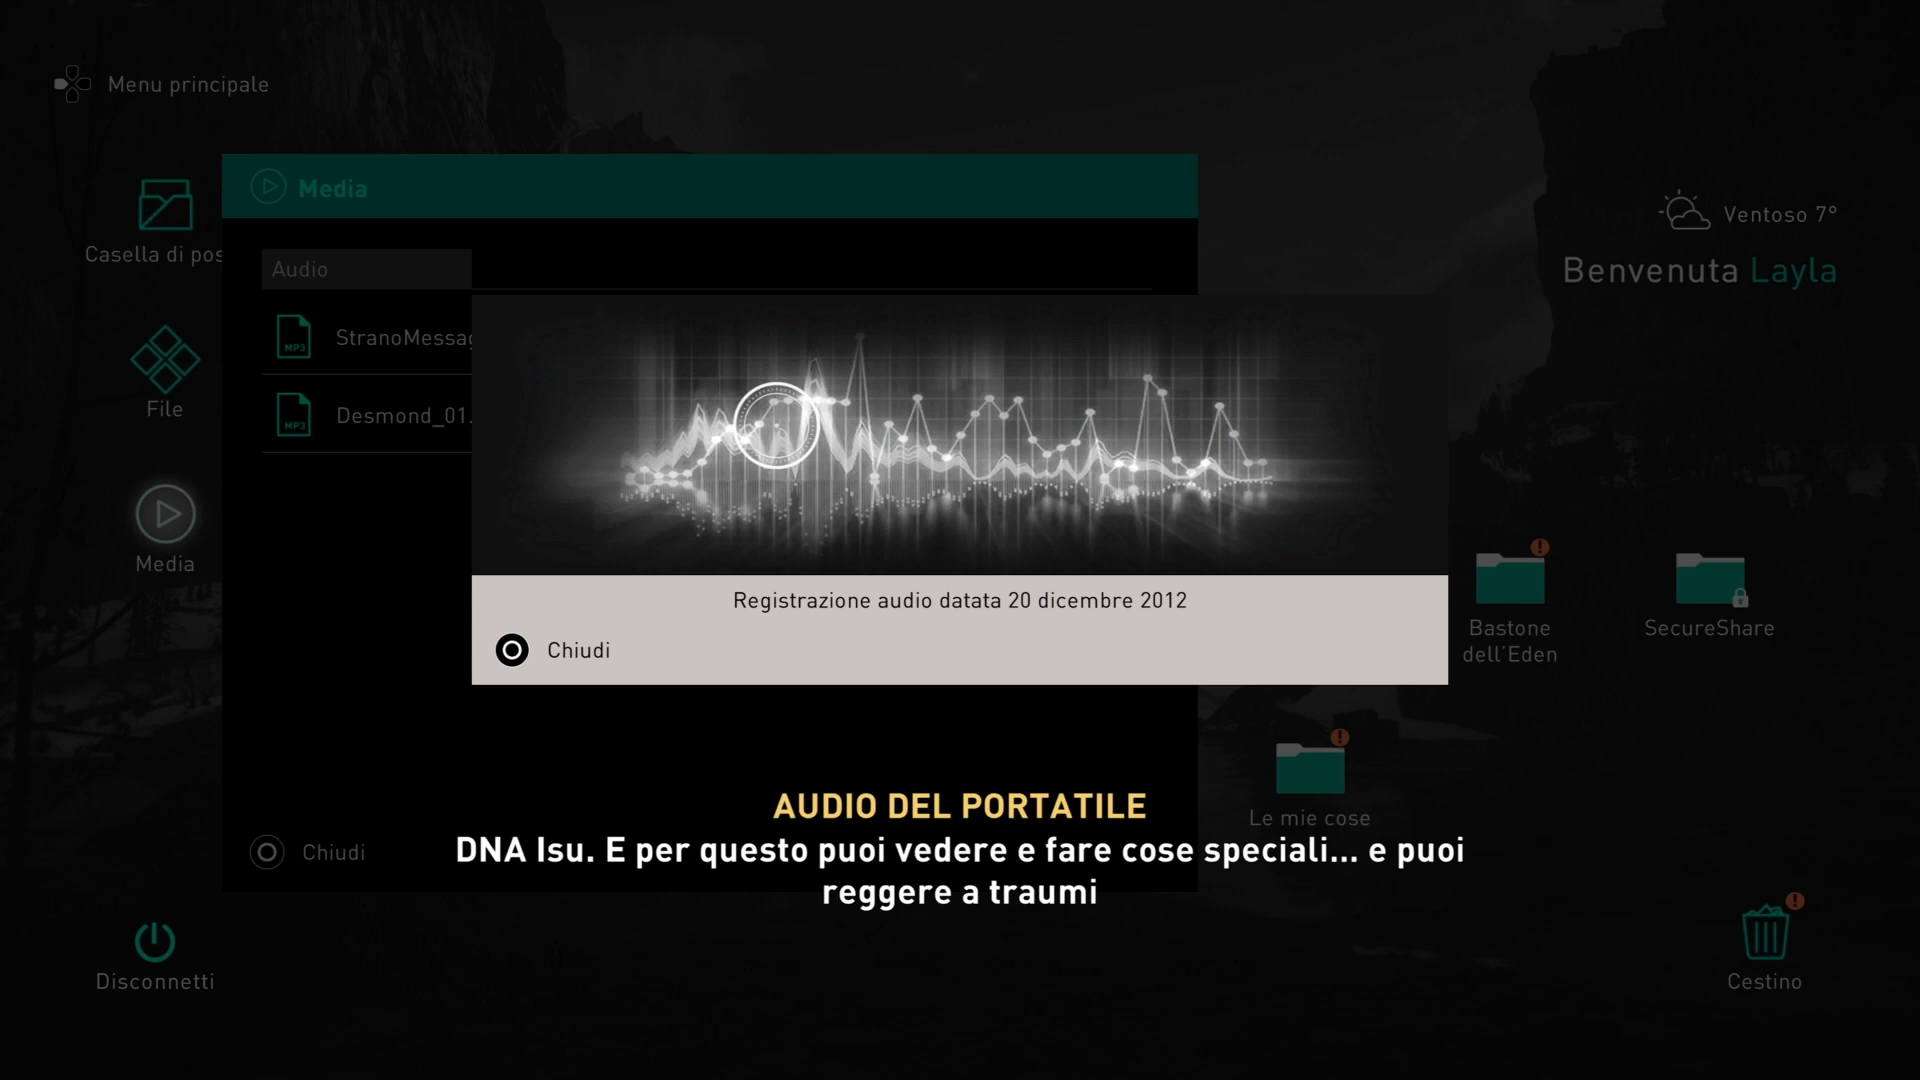 Menu principale
Media
Casella di pos
Audio
MP3
StranoMessag
MP3
Desmond_01.
File
Media
Ventoso 7°
Benvenuta Layla
Registrazione audio datata 20 dicembre 2012
Chiudi
Bastone
dell'Eden
SecureShare
Le mie cose
AUDIO DEL PORTATILE
DNA Isu. E per questo puoi vedere e fare cose speciali... e puoi
reggere a traumi
Chiudi
Disconnetti
Cestino